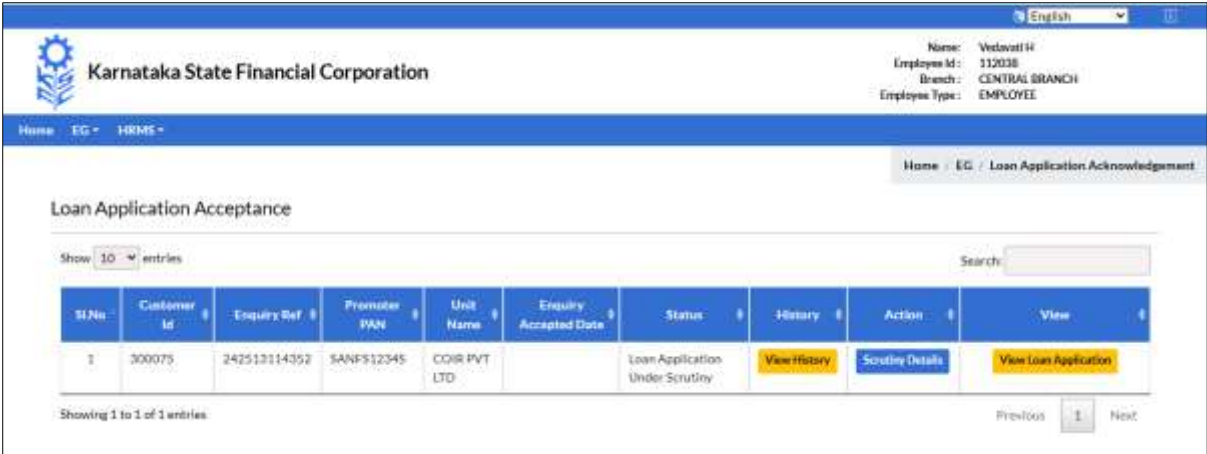 English
Karnataka State Financial Corporation
Name: Vedavati H
Employee Id : 112038
Branch : CENTRAL BRANCH
Employee Type : EMPLOYEE
Home EG HRMS
Home / EG / Loan Application Acknowledgement
Loan Application Acceptance
Show 10 entries
Search:
Sl.No Customer Id Enquiry Ref Promoter PAN Unit Name Enquiry Accepted Date Status History Action View
1 300075 242513114352 SANFS1234S COIR PVT LTD Loan Application Under Scrutiny View History Scrutiny Details View Loan Application
Showing 1 to 1 of 1 entries
Previous 1 Next